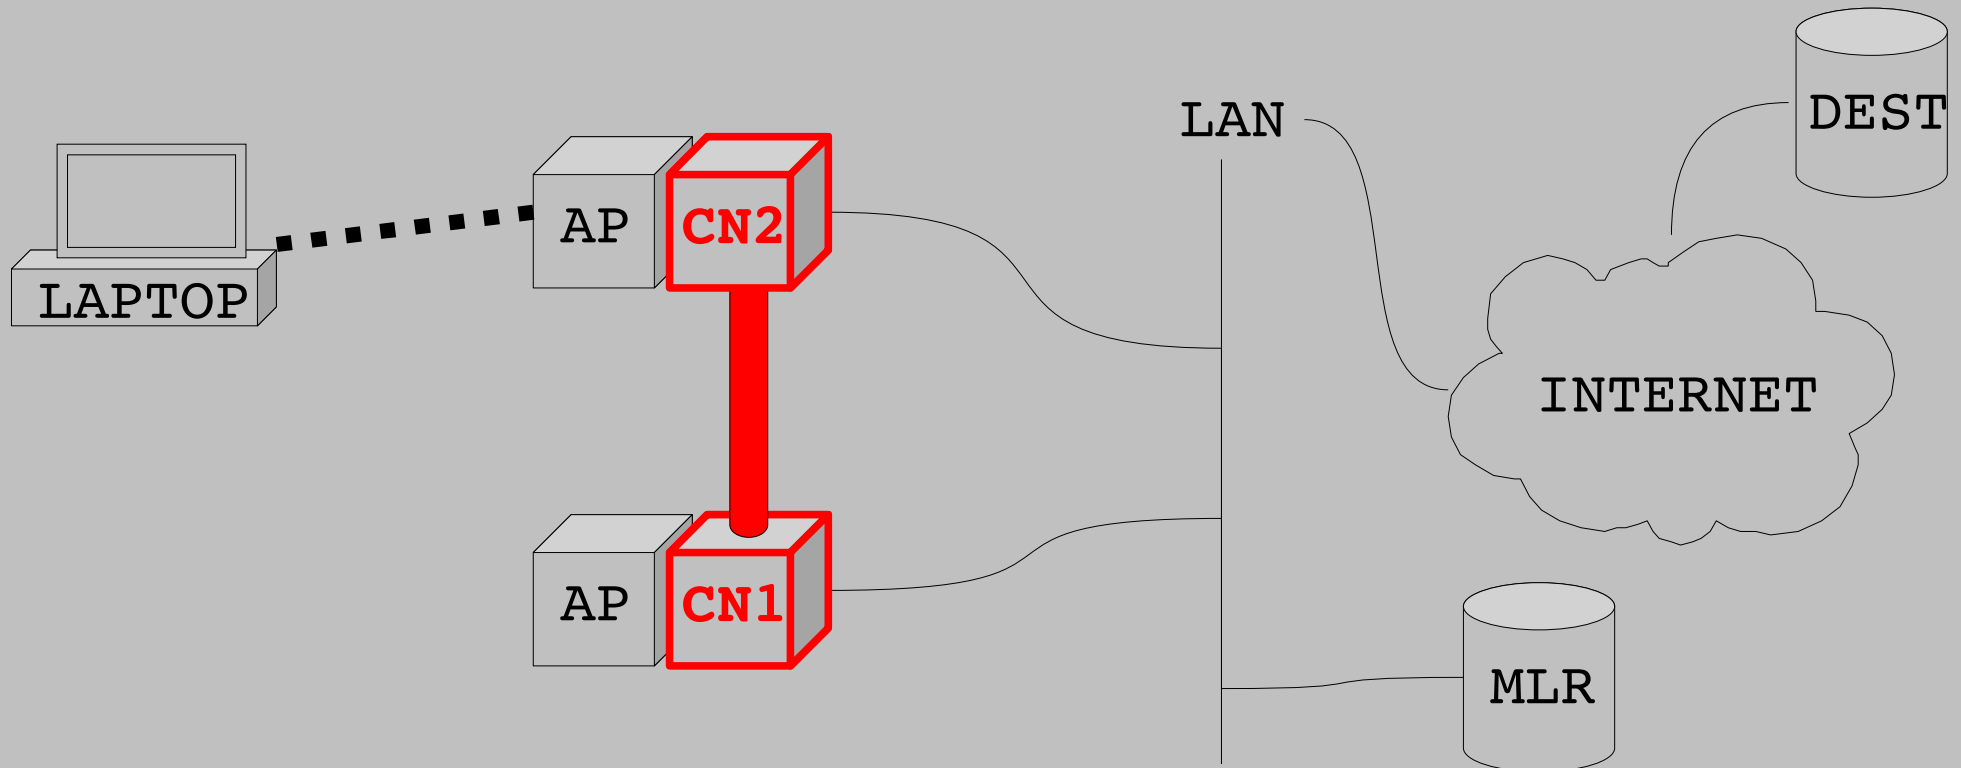 DEST
LAN
AP
CN2
LAPTOP
INTERNET
AP
CN1
MLR